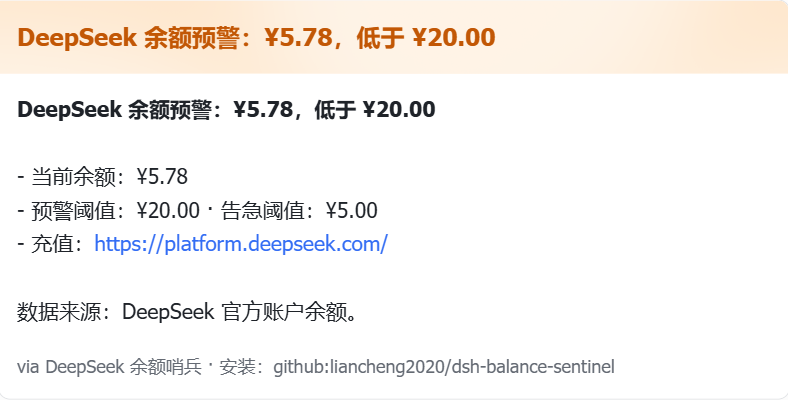 DeepSeek 余额预警：¥5.78，低于 ¥20.00
DeepSeek 余额预警：¥5.78，低于 ¥20.00
- 当前余额：¥5.78
- 预警阈值：¥20.00 · 告急阈值：¥5.00
- 充值：https://platform.deepseek.com/
数据来源：DeepSeek 官方账户余额。
via DeepSeek 余额哨兵 · 安装：github:liancheng2020/dsh-balance-sentinel